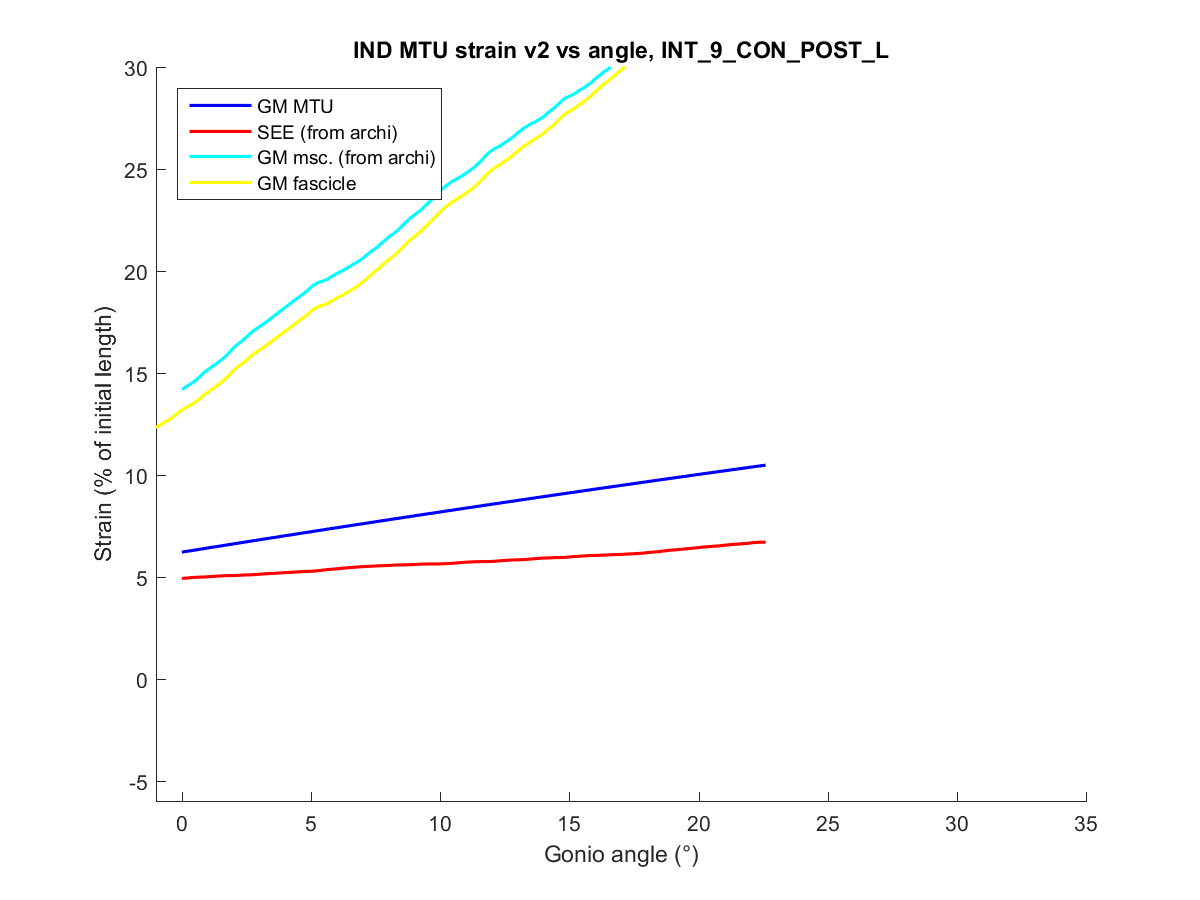 IND MTU strain v2 vs angle, INT_9_CON_POST_L
30
25
20
15
10
5
0
-5
Strain (% of initial length)
GM MTU
SEE (from archi)
GM msc. (from archi)
GM fascicle
0 5 10 15 20 25 30 35
Gonio angle (°)